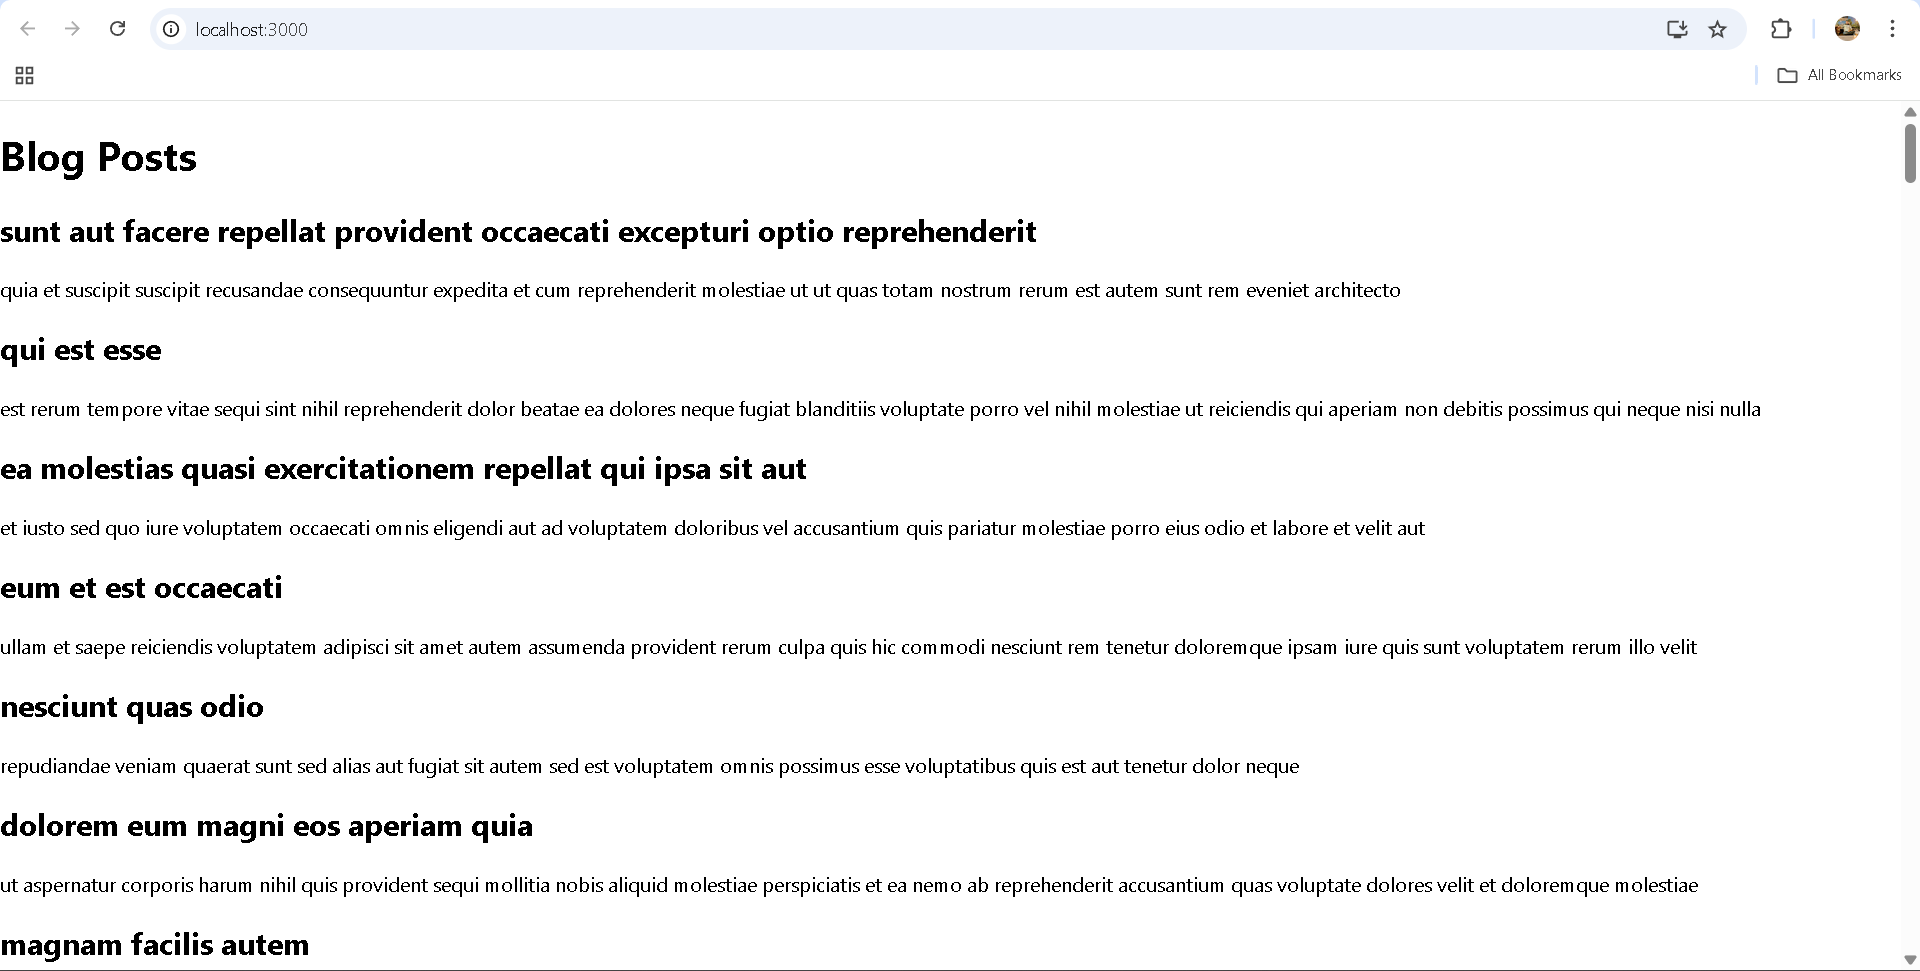 localhost:3000
All Bookmarks
Blog Posts
sunt aut facere repellat provident occaecati excepturi optio reprehenderit
quia et suscipit suscipit recusandae consequuntur expedita et cum reprehenderit molestiae ut ut quas totam nostrum rerum est autem sunt rem eveniet architecto
qui est esse
est rerum tempore vitae sequi sint nihil reprehenderit dolor beatae ea dolores neque fugiat blanditiis voluptate porro vel nihil molestiae ut reiciendis qui aperiam non debitis possimus qui neque nisi nulla
ea molestias quasi exercitationem repellat qui ipsa sit aut
et iusto sed quo iure voluptatem occaecati omnis eligendi aut ad voluptatem doloribus vel accusantium quis pariatur molestiae porro eius odio et labore et velit aut
eum et est occaecati
ullam et saepe reiciendis voluptatem adipisci sit amet autem assumenda provident rerum culpa quis hic commodi nesciunt rem tenetur doloremque ipsam iure quis sunt voluptatem rerum illo velit
nesciunt quas odio
repudiandae veniam quaerat sunt sed alias aut fugiat sit autem sed est voluptatem omnis possimus esse voluptatibus quis est aut tenetur dolor neque
dolorem eum magni eos aperiam quia
ut aspernatur corporis harum nihil quis provident sequi mollitia nobis aliquid molestiae perspiciatis et ea nemo ab reprehenderit accusantium quas voluptate dolores velit et doloremque molestiae
magnam facilis autem